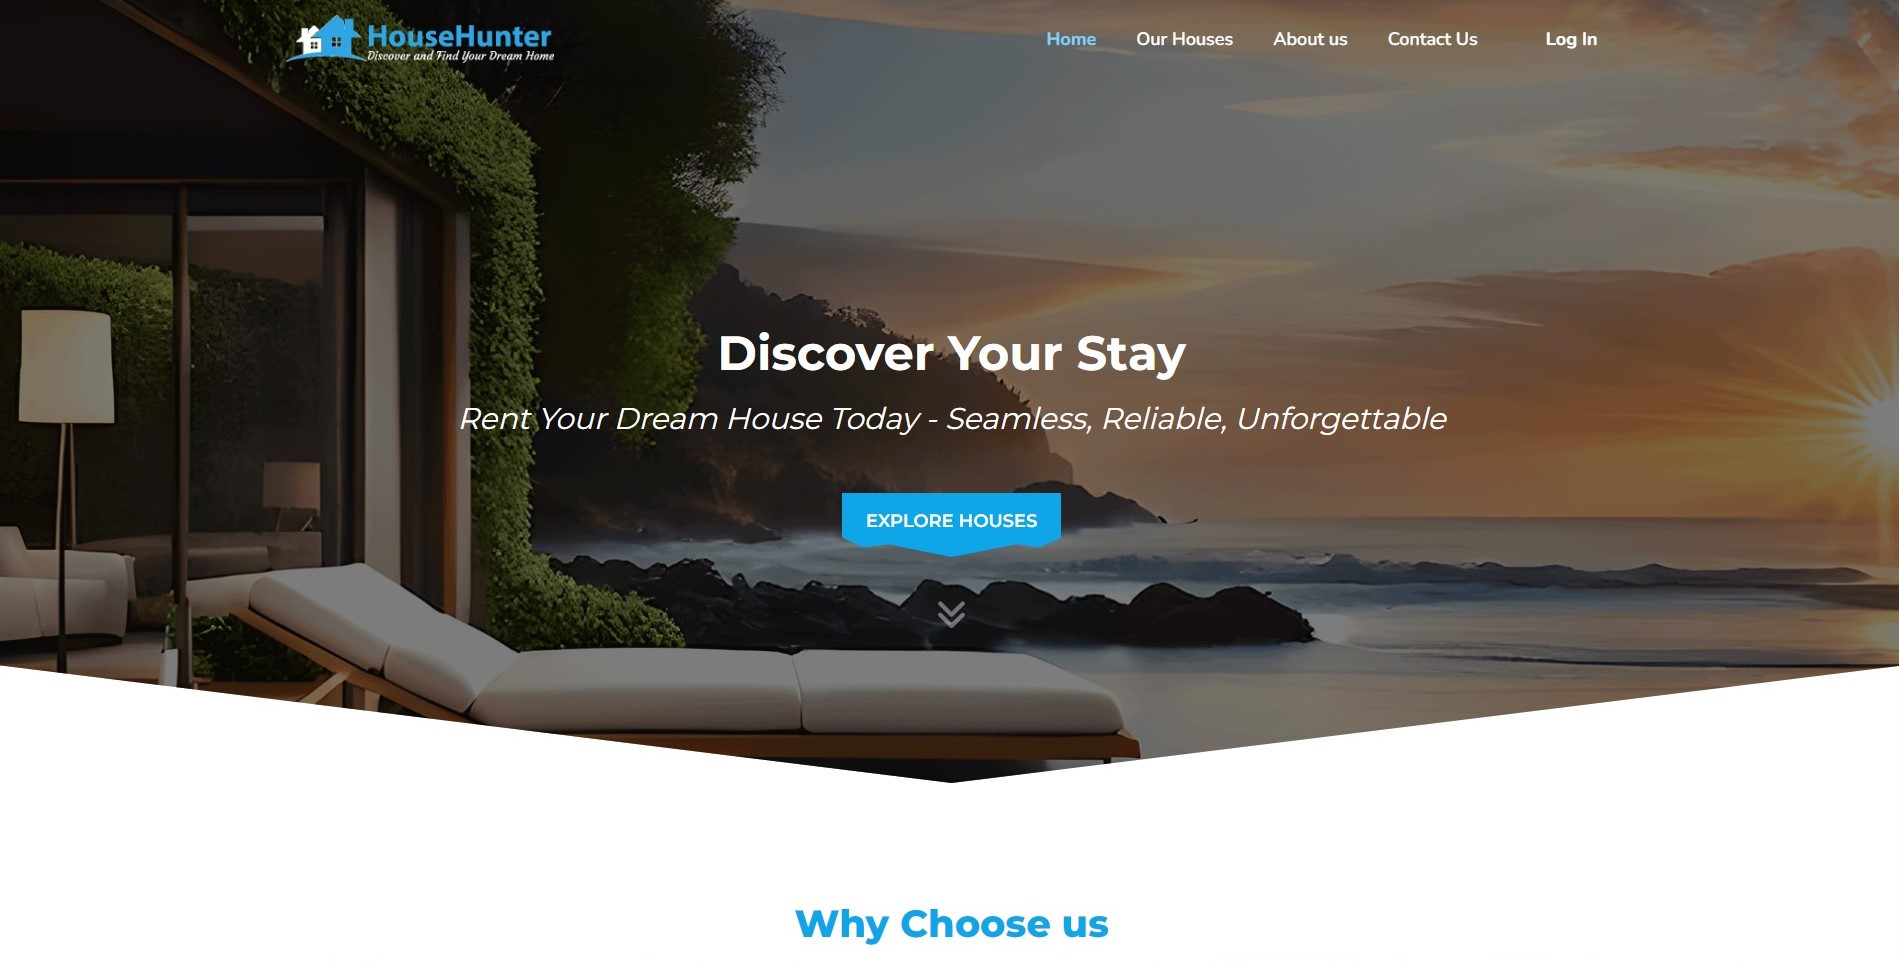 HouseHunter
Discover and Find Your Dream Home
Home
Our Houses
About us
Contact Us
Log In
Discover Your Stay
Rent Your Dream House Today - Seamless, Reliable, Unforgettable
EXPLORE HOUSES
Why Choose us